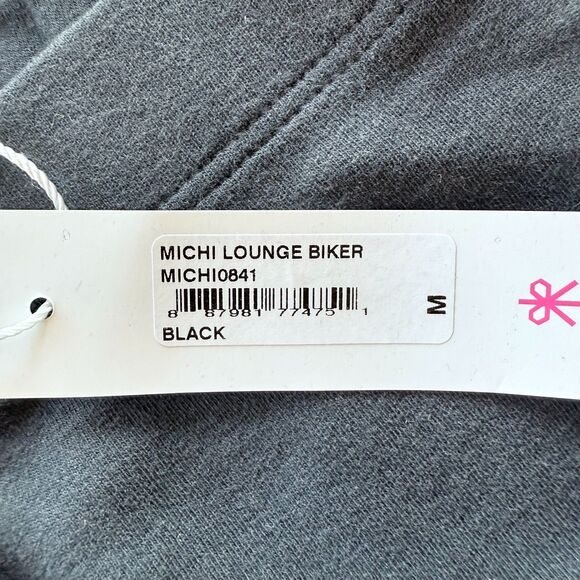 MICHI LOUNGE BIKER
MICHI0841
8 87981 77475 1
BLACK
M